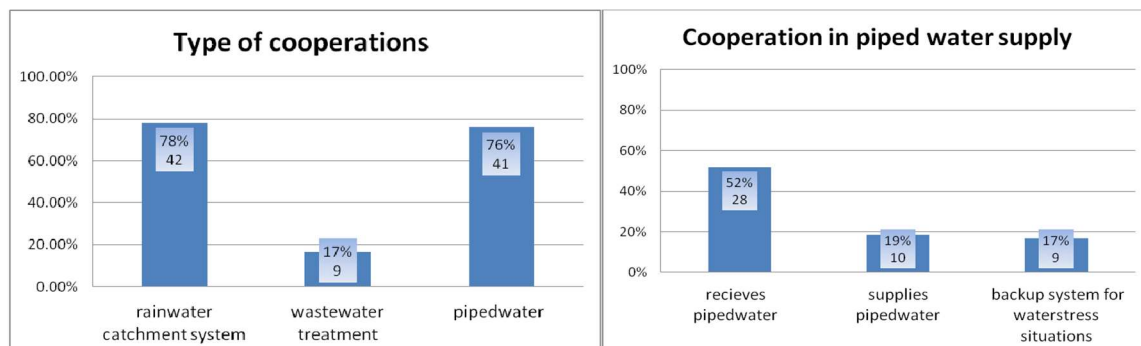 Type of cooperations
100.00%
80.00%
60.00%
40.00%
20.00%
0.00%
78%
42
17%
9
76%
41
rainwater
catchment system
wastewater
treatment
pipedwater
Cooperation in piped water supply
100%
80%
60%
40%
20%
0%
52%
28
19%
10
17%
9
recieves
pipedwater
supplies
pipedwater
backup system for
waterstress
situations